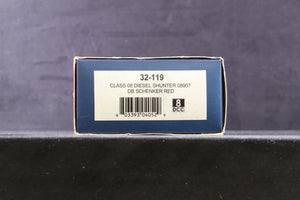 32-119
CLASS 08 DIESEL SHUNTER 08907
DB SCHENKER RED
8
DCC